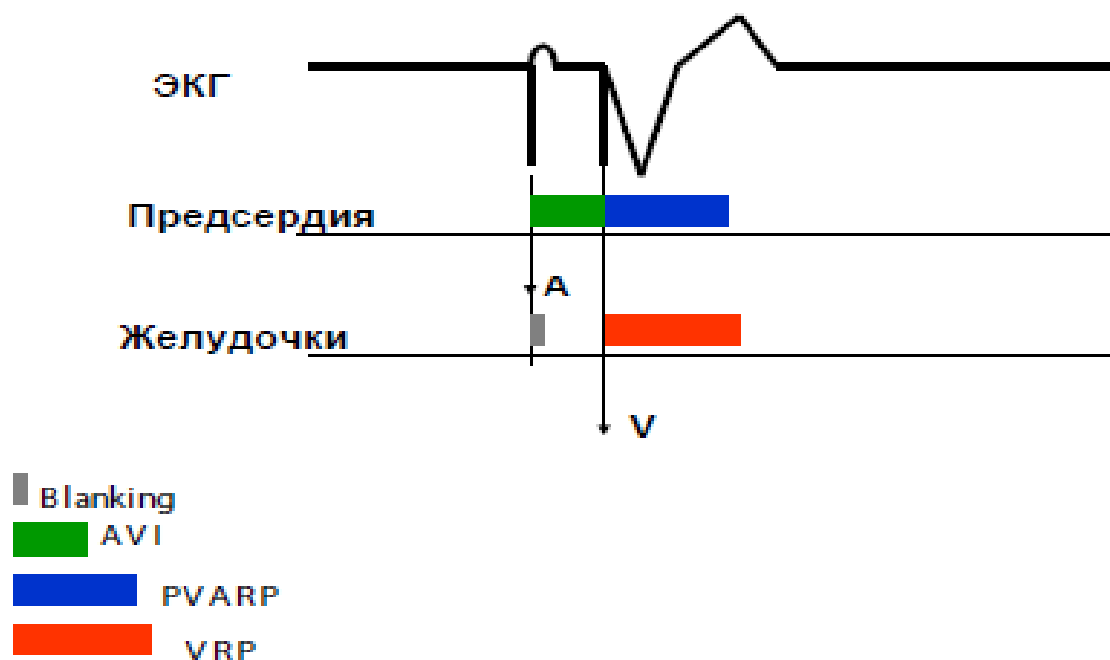 ЭКГ
Предсердия
A
Желудочки
V
Blanking
AVI
PVARP
VRP